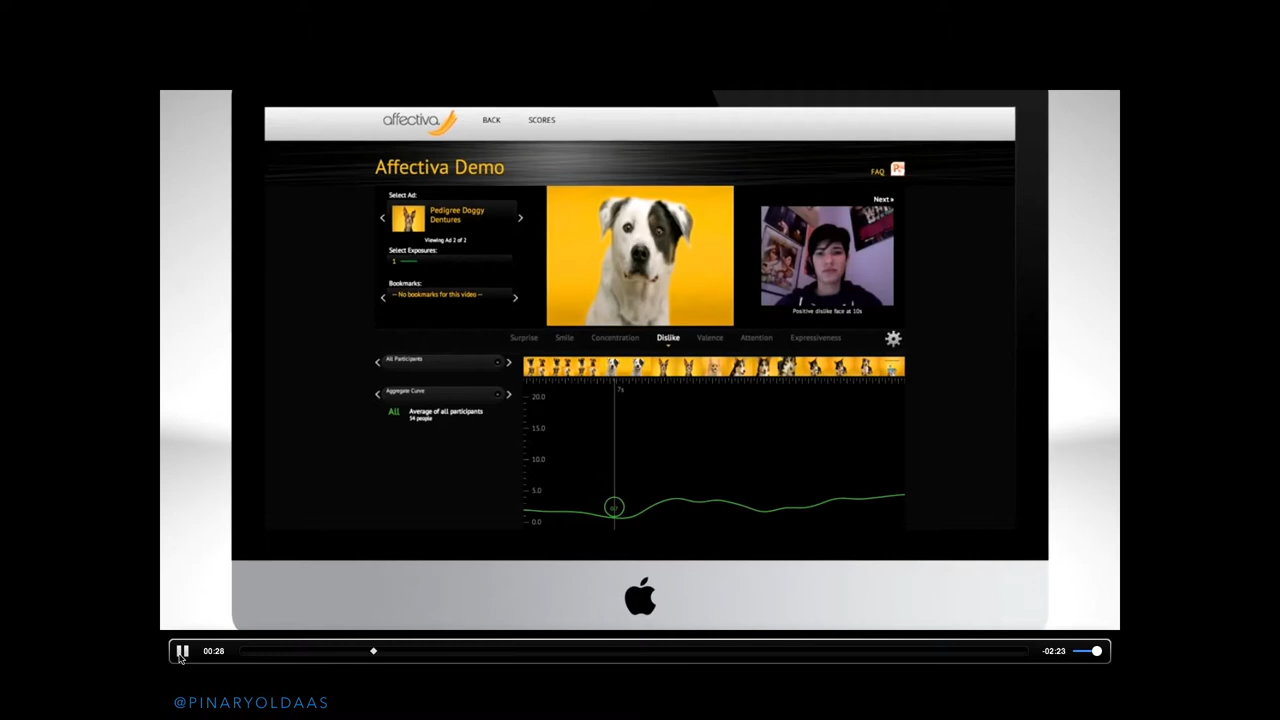 affectiva
BACK
SCORES
Affectiva Demo
FAQ
Select Ad:
Next »
Pedigree Doggy
Dentures
Viewing Ad 2 of 2
Select Exposures:
1
Bookmarks:
-- No bookmarks for this video --
Positive dislike face at 10s
Surprise
Smile
Concentration
Dislike
Valence
Attention
Expressiveness
All Participants
7s
Aggregate Curve
20.0
All
Average of all participants
54 people
15.0
10.0
5.0
0.0
00:28
-02:23
@PINARYOLDAAS